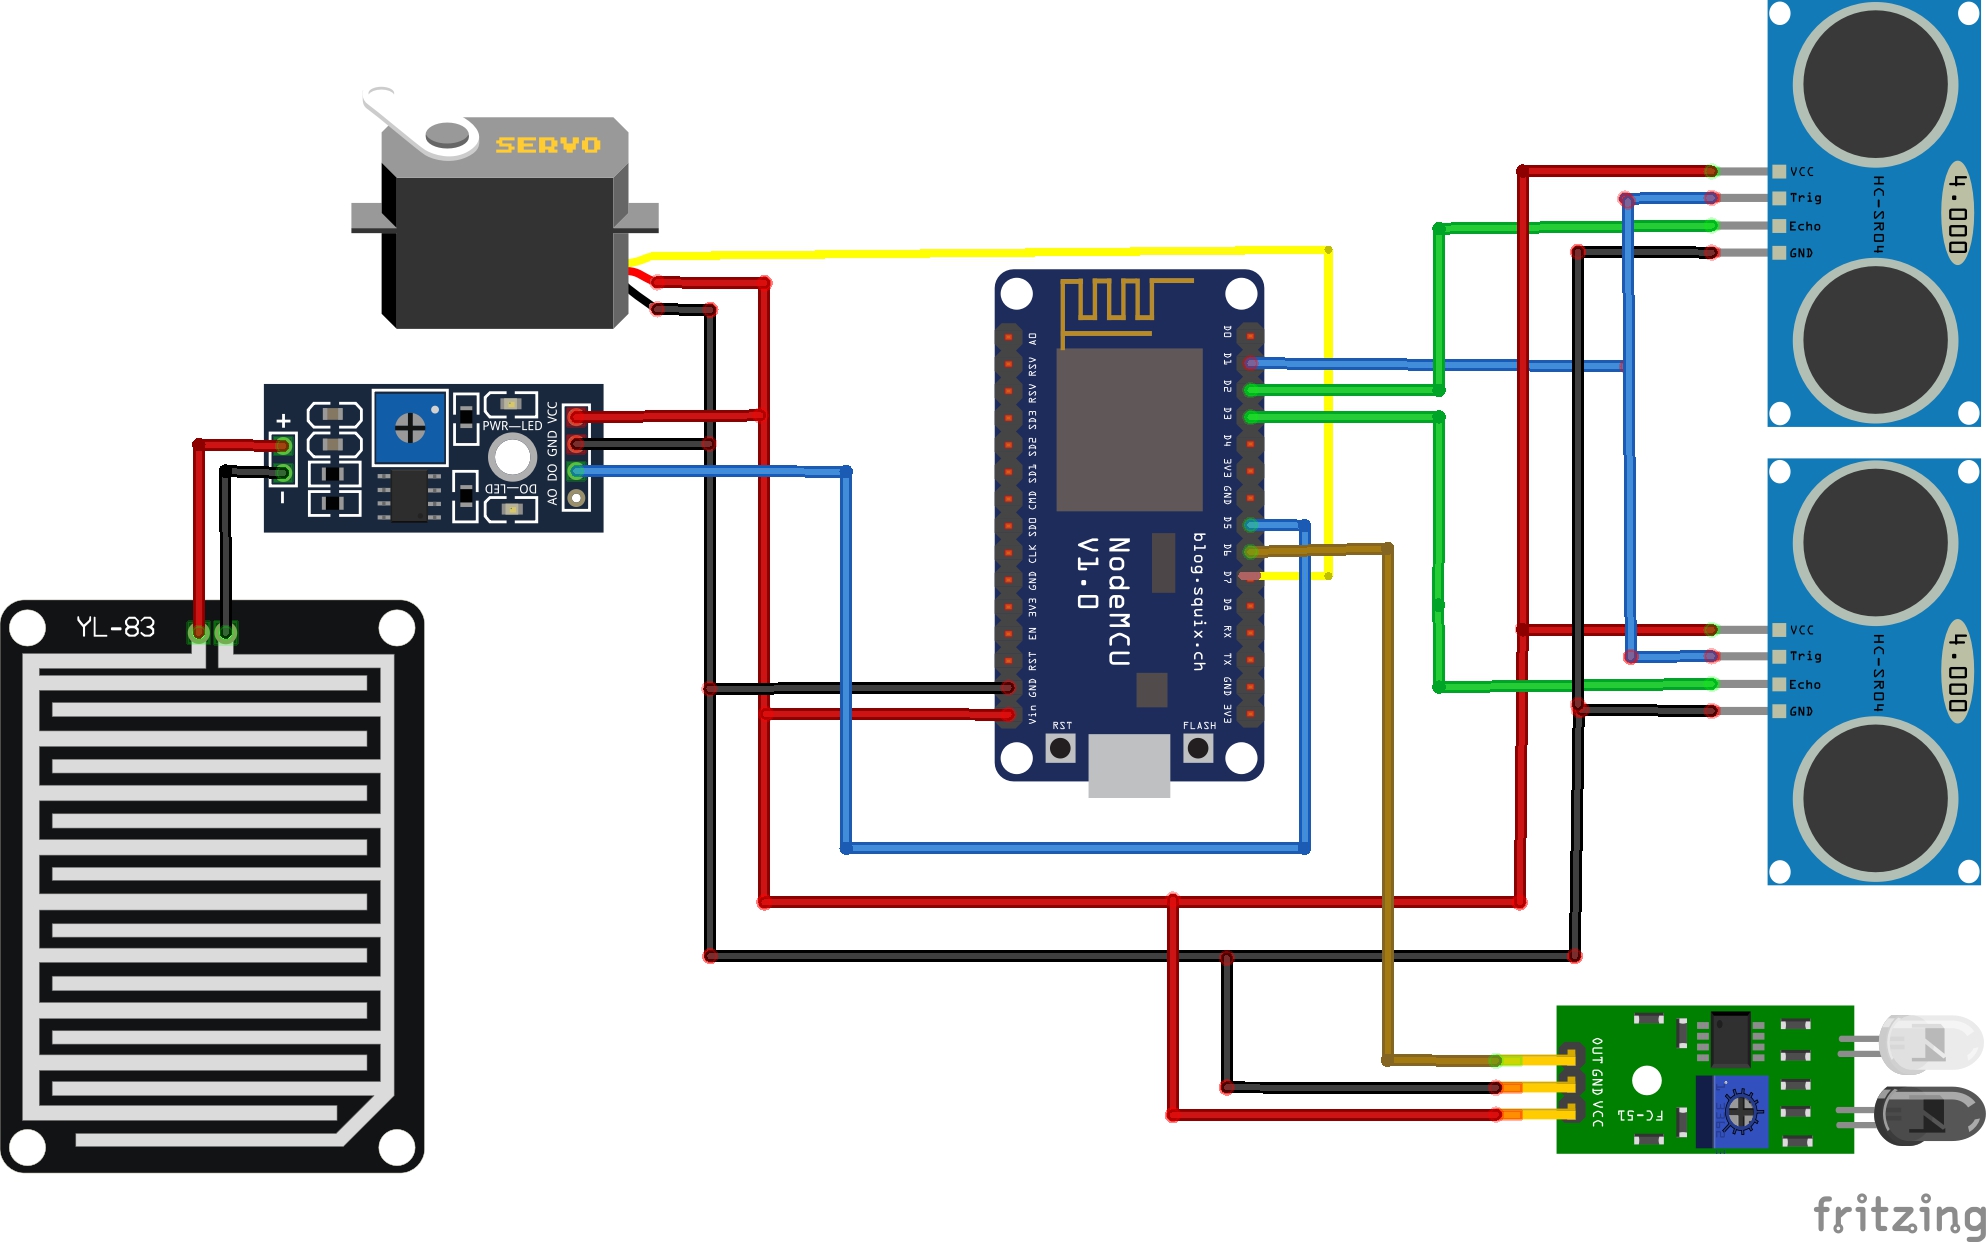 SERVO
+
-
PWR—LED
DO—LED
VCC
GND
DO
AO
YL-83
A0
RSV
RSV
SD3
SD2
SD1
CMD
SD0
CLK
GND
3V3
EN
RST
GND
Vin
D0
D1
D2
D3
D4
3V3
GND
D5
D6
D7
D8
RX
TX
GND
3V3
NodeMCU
V1.0
blog.squix.ch
RST
FLASH
VCC
Trig
Echo
GND
HC-SR04
4.000
VCC
Trig
Echo
GND
HC-SR04
4.000
OUT
GND
VCC
FC-51
fritzing